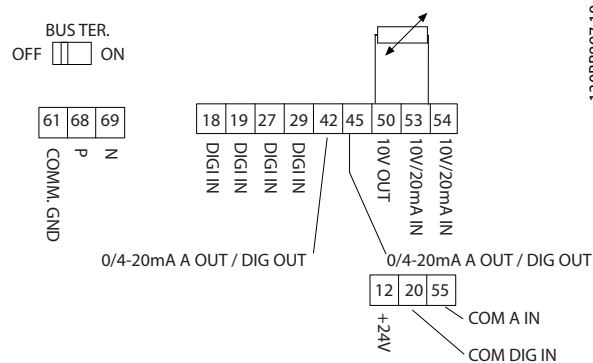 BUS TER.
OFF ON
61 68 69
COMM. GND
P
N
18 19 27 29 42 45 50 53 54
DIGI IN
DIGI IN
DIGI IN
DIGI IN
10V OUT
10V/20mA IN
10V/20mA IN
0/4-20mA A OUT / DIG OUT
0/4-20mA A OUT / DIG OUT
12 20 55
+24V
COM A IN
COM DIG IN